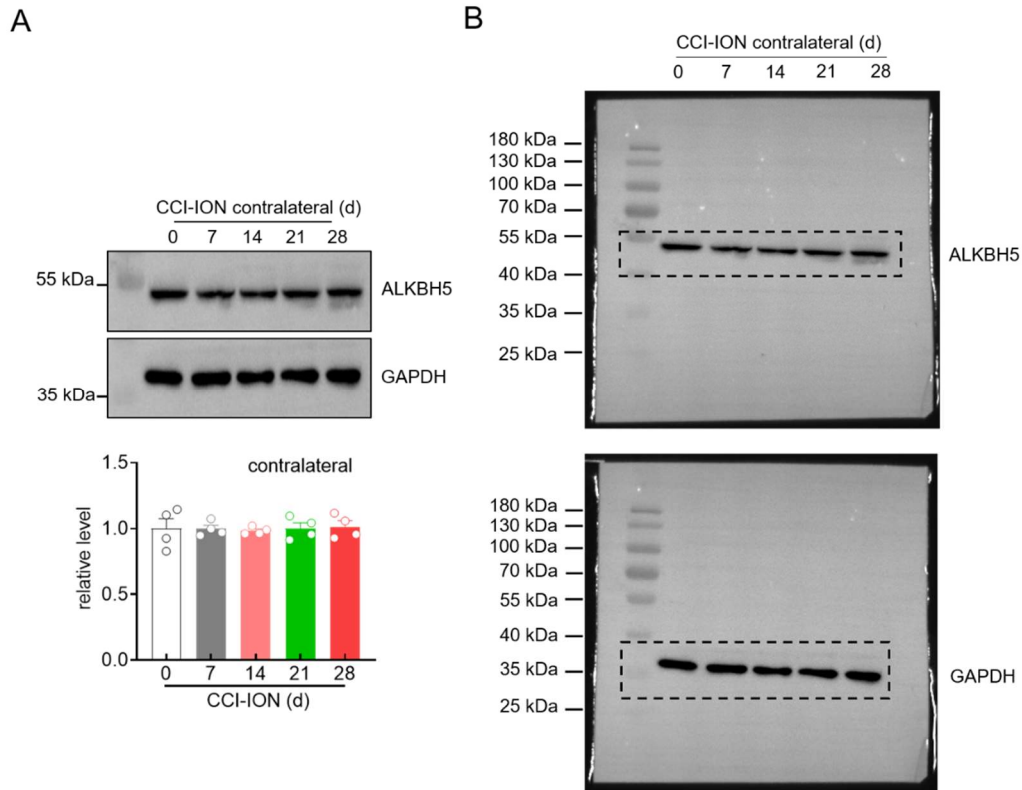 A
CCI-ION contralateral (d)
0 7 14 21 28
55 kDa
ALKBH5
GAPDH
35 kDa
1.5
contralateral
1.0
relative level
0.5
0.0
0 7 14 21 28
CCI-ION (d)
B
CCI-ION contralateral (d)
0 7 14 21 28
180 kDa
130 kDa
100 kDa
70 kDa
55 kDa
ALKBH5
40 kDa
35 kDa
25 kDa
180 kDa
130 kDa
100 kDa
70 kDa
55 kDa
40 kDa
35 kDa
GAPDH
25 kDa